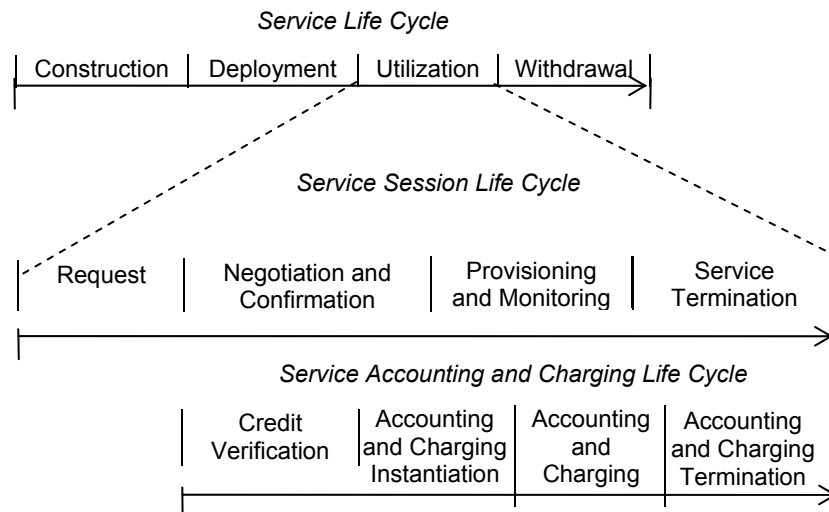 Service Life Cycle
Construction Deployment Utilization Withdrawal
Service Session Life Cycle
Request Negotiation and Provisioning Service
Confirmation and Monitoring Termination
Service Accounting and Charging Life Cycle
Credit Accounting Accounting Accounting
Verification and Charging and and Charging
Instantiation Charging Termination